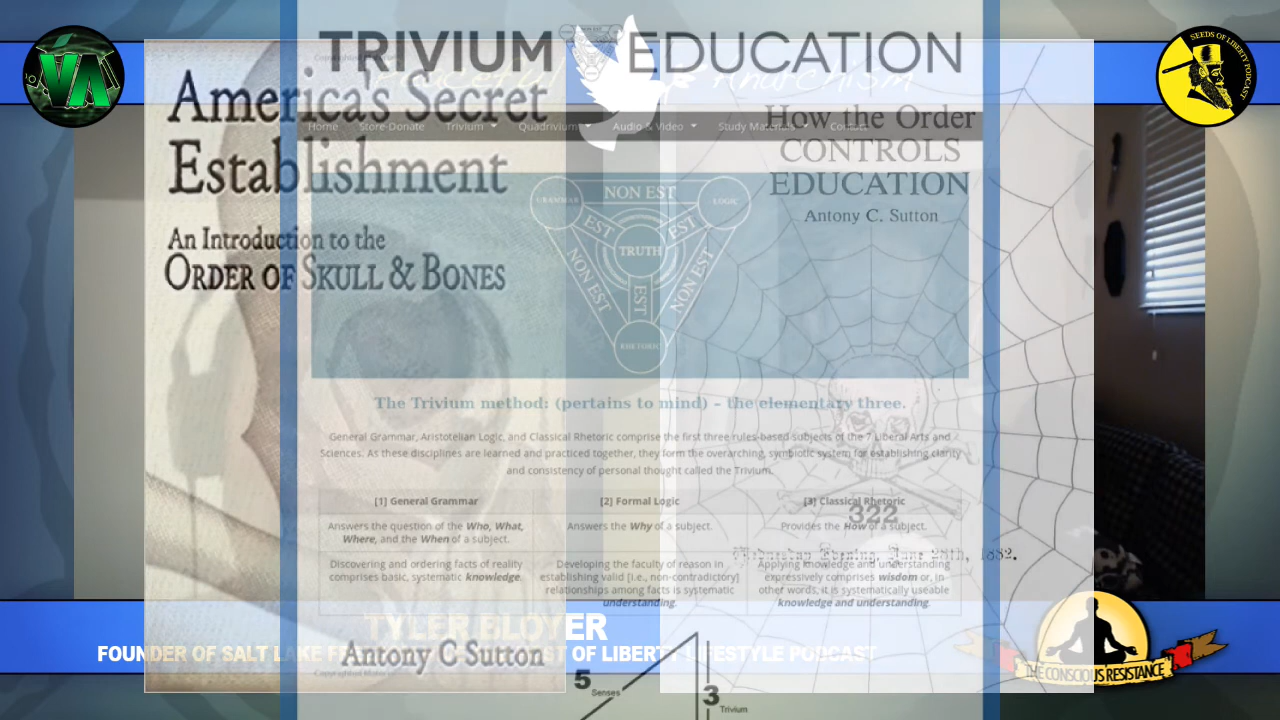 TRIVIUM EDUCATION
Peaceful Anarchism
SEEDS OF LIBERTY PODCAST
VA
America's Secret
Establishment
An Introduction to the
ORDER OF SKULL & BONES
Antony C Sutton
Home Store-Donate Trivium Quadrivium Audio & Video Study Materials Contact
How the Order
CONTROLS
EDUCATION
Antony C. Sutton
GRAMMAR
NON EST
LOGIC
EST
EST
TRUTH
NON EST
EST
NON EST
RHETORIC
The Trivium method: (pertains to mind) – the elementary three.
General Grammar, Aristotelian Logic, and Classical Rhetoric comprise the first three rules-based subjects of the 7 Liberal Arts and
Sciences. As these disciplines are learned and practiced together, they form the overarching, symbiotic system for establishing clarity
and consistency of personal thought called the Trivium.
[1] General Grammar
[2] Formal Logic
[3] Classical Rhetoric
Answers the question of the Who, What,
Where, and the When of a subject.
Answers the Why of a subject.
Provides the How of a subject.
Discovering and ordering facts of reality
comprises basic, systematic knowledge.
Developing the faculty of reason in
establishing valid [i.e., non-contradictory]
relationships among facts is systematic
understanding.
Applying knowledge and understanding
expressively comprises wisdom or, in
other words, it is systematically useable
knowledge and understanding.
322
Wednesday Evening, June 28th, 1882.
TYLER BLOYER
FOUNDER OF SALT LAKE OF LIBERTY LIFESTYLE PODCAST
THE CONSCIOUS RESISTANCE
5 Senses
3 Trivium